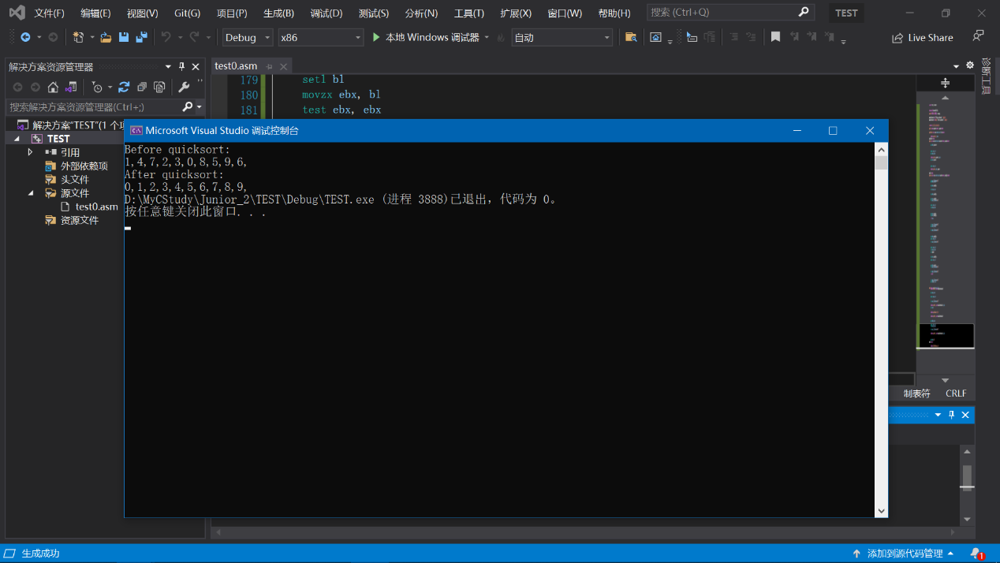 文件(F) 编辑(E) 视图(V) Git(G) 项目(P) 生成(B) 调试(D) 测试(S) 分析(N) 工具(T) 扩展(X) 窗口(W) 帮助(H) 搜索 (Ctrl+Q) TEST
Debug x86 本地 Windows 调试器 自动 Live Share
解决方案资源管理器
搜索解决方案资源管理器(Ctrl+;)
解决方案"TEST"(1 个项
TEST
引用
外部依赖项
头文件
源文件
test0.asm
资源文件
test0.asm
179 setl bl
180 movzx ebx, bl
181 test ebx, ebx
诊断工具
Microsoft Visual Studio 调试控制台
Before quicksort:
1,4,7,2,3,0,8,5,9,6,
After quicksort:
0,1,2,3,4,5,6,7,8,9,
D:\MyCStudy\Junior_2\TEST\Debug\TEST.exe (进程 3888)已退出，代码为 0。
按任意键关闭此窗口. . .
制表符 CRLF
生成成功 添加到源代码管理 1